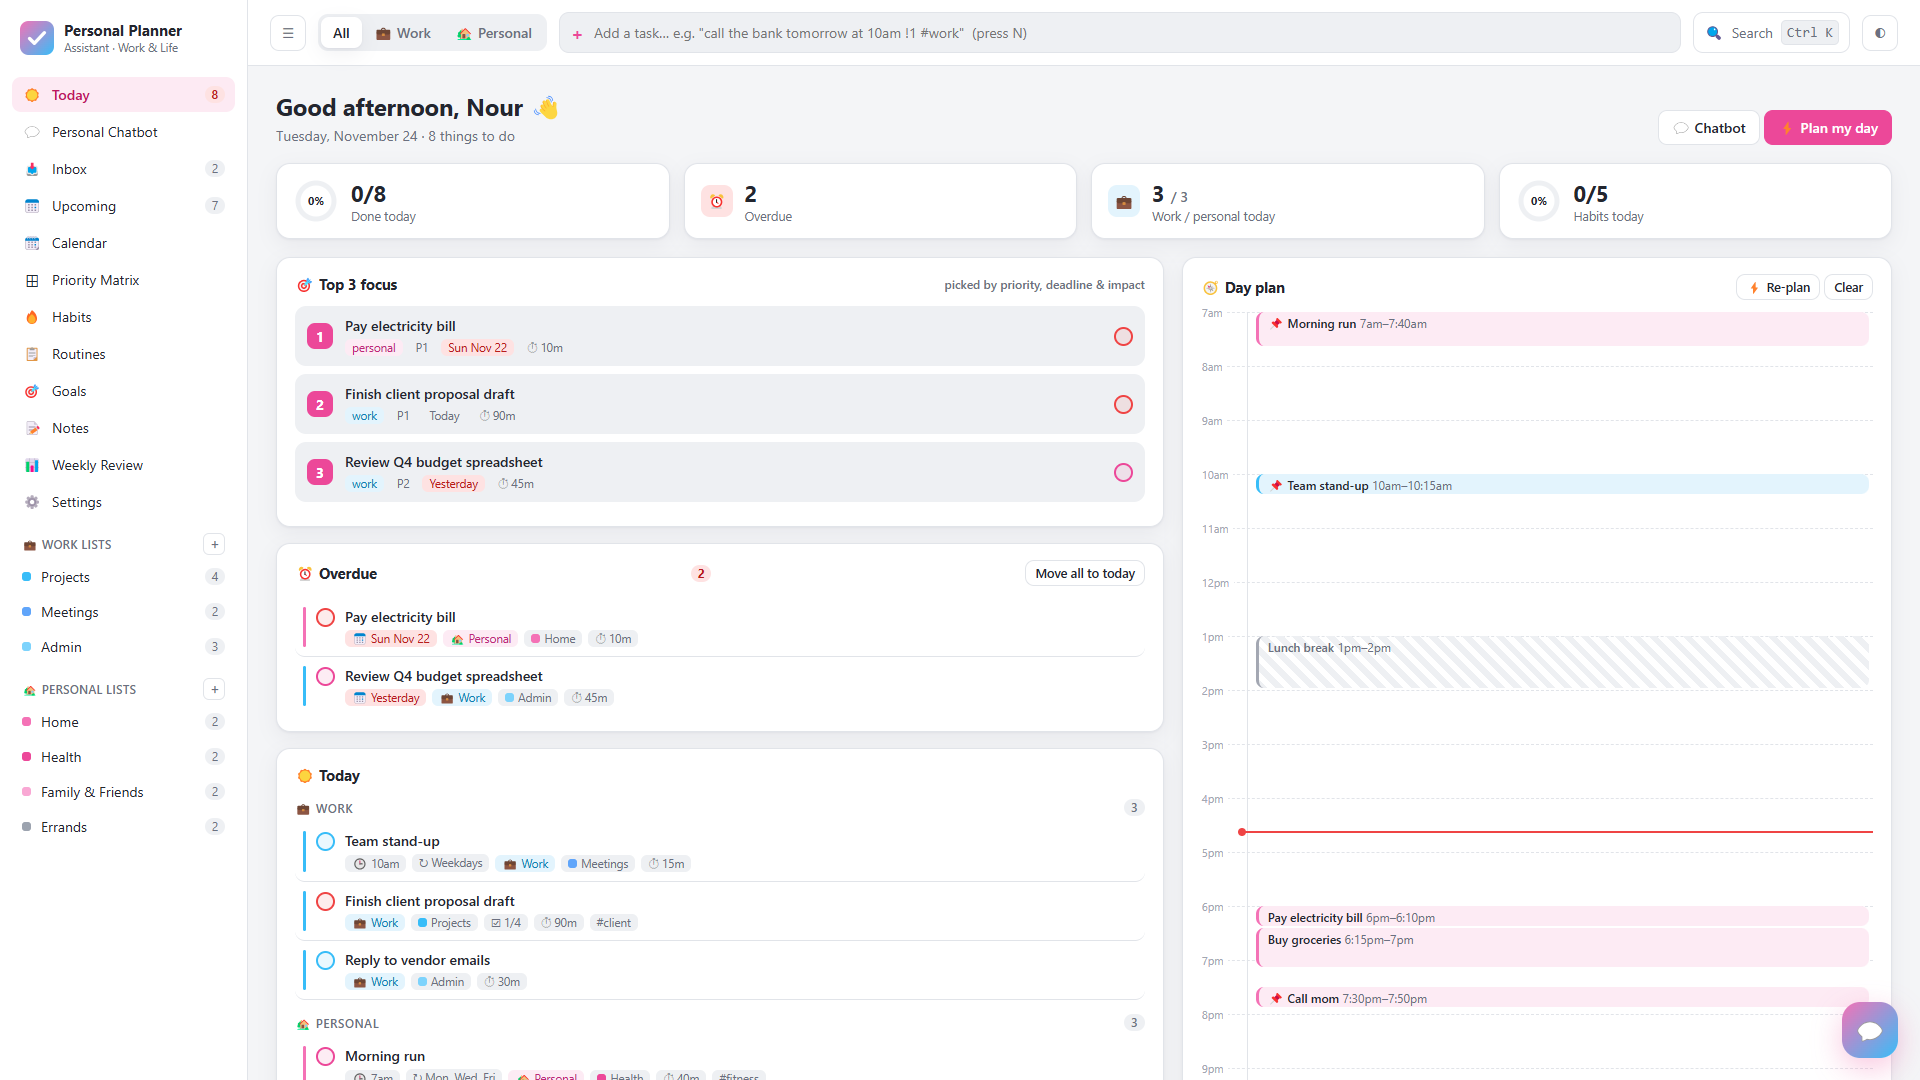 Personal Planner
Assistant · Work & Life
Today 8
Personal Chatbot
Inbox 2
Upcoming 7
Calendar
Priority Matrix
Habits
Routines
Goals
Notes
Weekly Review
Settings
WORK LISTS +
Projects 4
Meetings 2
Admin 3
PERSONAL LISTS +
Home 2
Health 2
Family & Friends 2
Errands 2
All Work Personal
+ Add a task... e.g. "call the bank tomorrow at 10am !1 #work" (press N)
Search Ctrl K
Good afternoon, Nour
Tuesday, November 24 · 8 things to do
Chatbot Plan my day
0% 0/8
Done today
2
Overdue
3 / 3
Work / personal today
0% 0/5
Habits today
Top 3 focus picked by priority, deadline & impact
1 Pay electricity bill
personal P1 Sun Nov 22 10m
2 Finish client proposal draft
work P1 Today 90m
3 Review Q4 budget spreadsheet
work P2 Yesterday 45m
Overdue 2 Move all to today
Pay electricity bill
Sun Nov 22 Personal Home 10m
Review Q4 budget spreadsheet
Yesterday Work Admin 45m
Today
WORK 3
Team stand-up
10am Weekdays Work Meetings 15m
Finish client proposal draft
Work Projects 1/4 90m #client
Reply to vendor emails
Work Admin 30m
PERSONAL 3
Morning run
7am Mon, Wed, Fri Personal Health 40m #fitness
Day plan Re-plan Clear
7am
Morning run 7am–7:40am
8am
9am
10am
Team stand-up 10am–10:15am
11am
12pm
1pm
Lunch break 1pm–2pm
2pm
3pm
4pm
5pm
6pm
Pay electricity bill 6pm–6:10pm
Buy groceries 6:15pm–7pm
7pm
Call mom 7:30pm–7:50pm
8pm
9pm